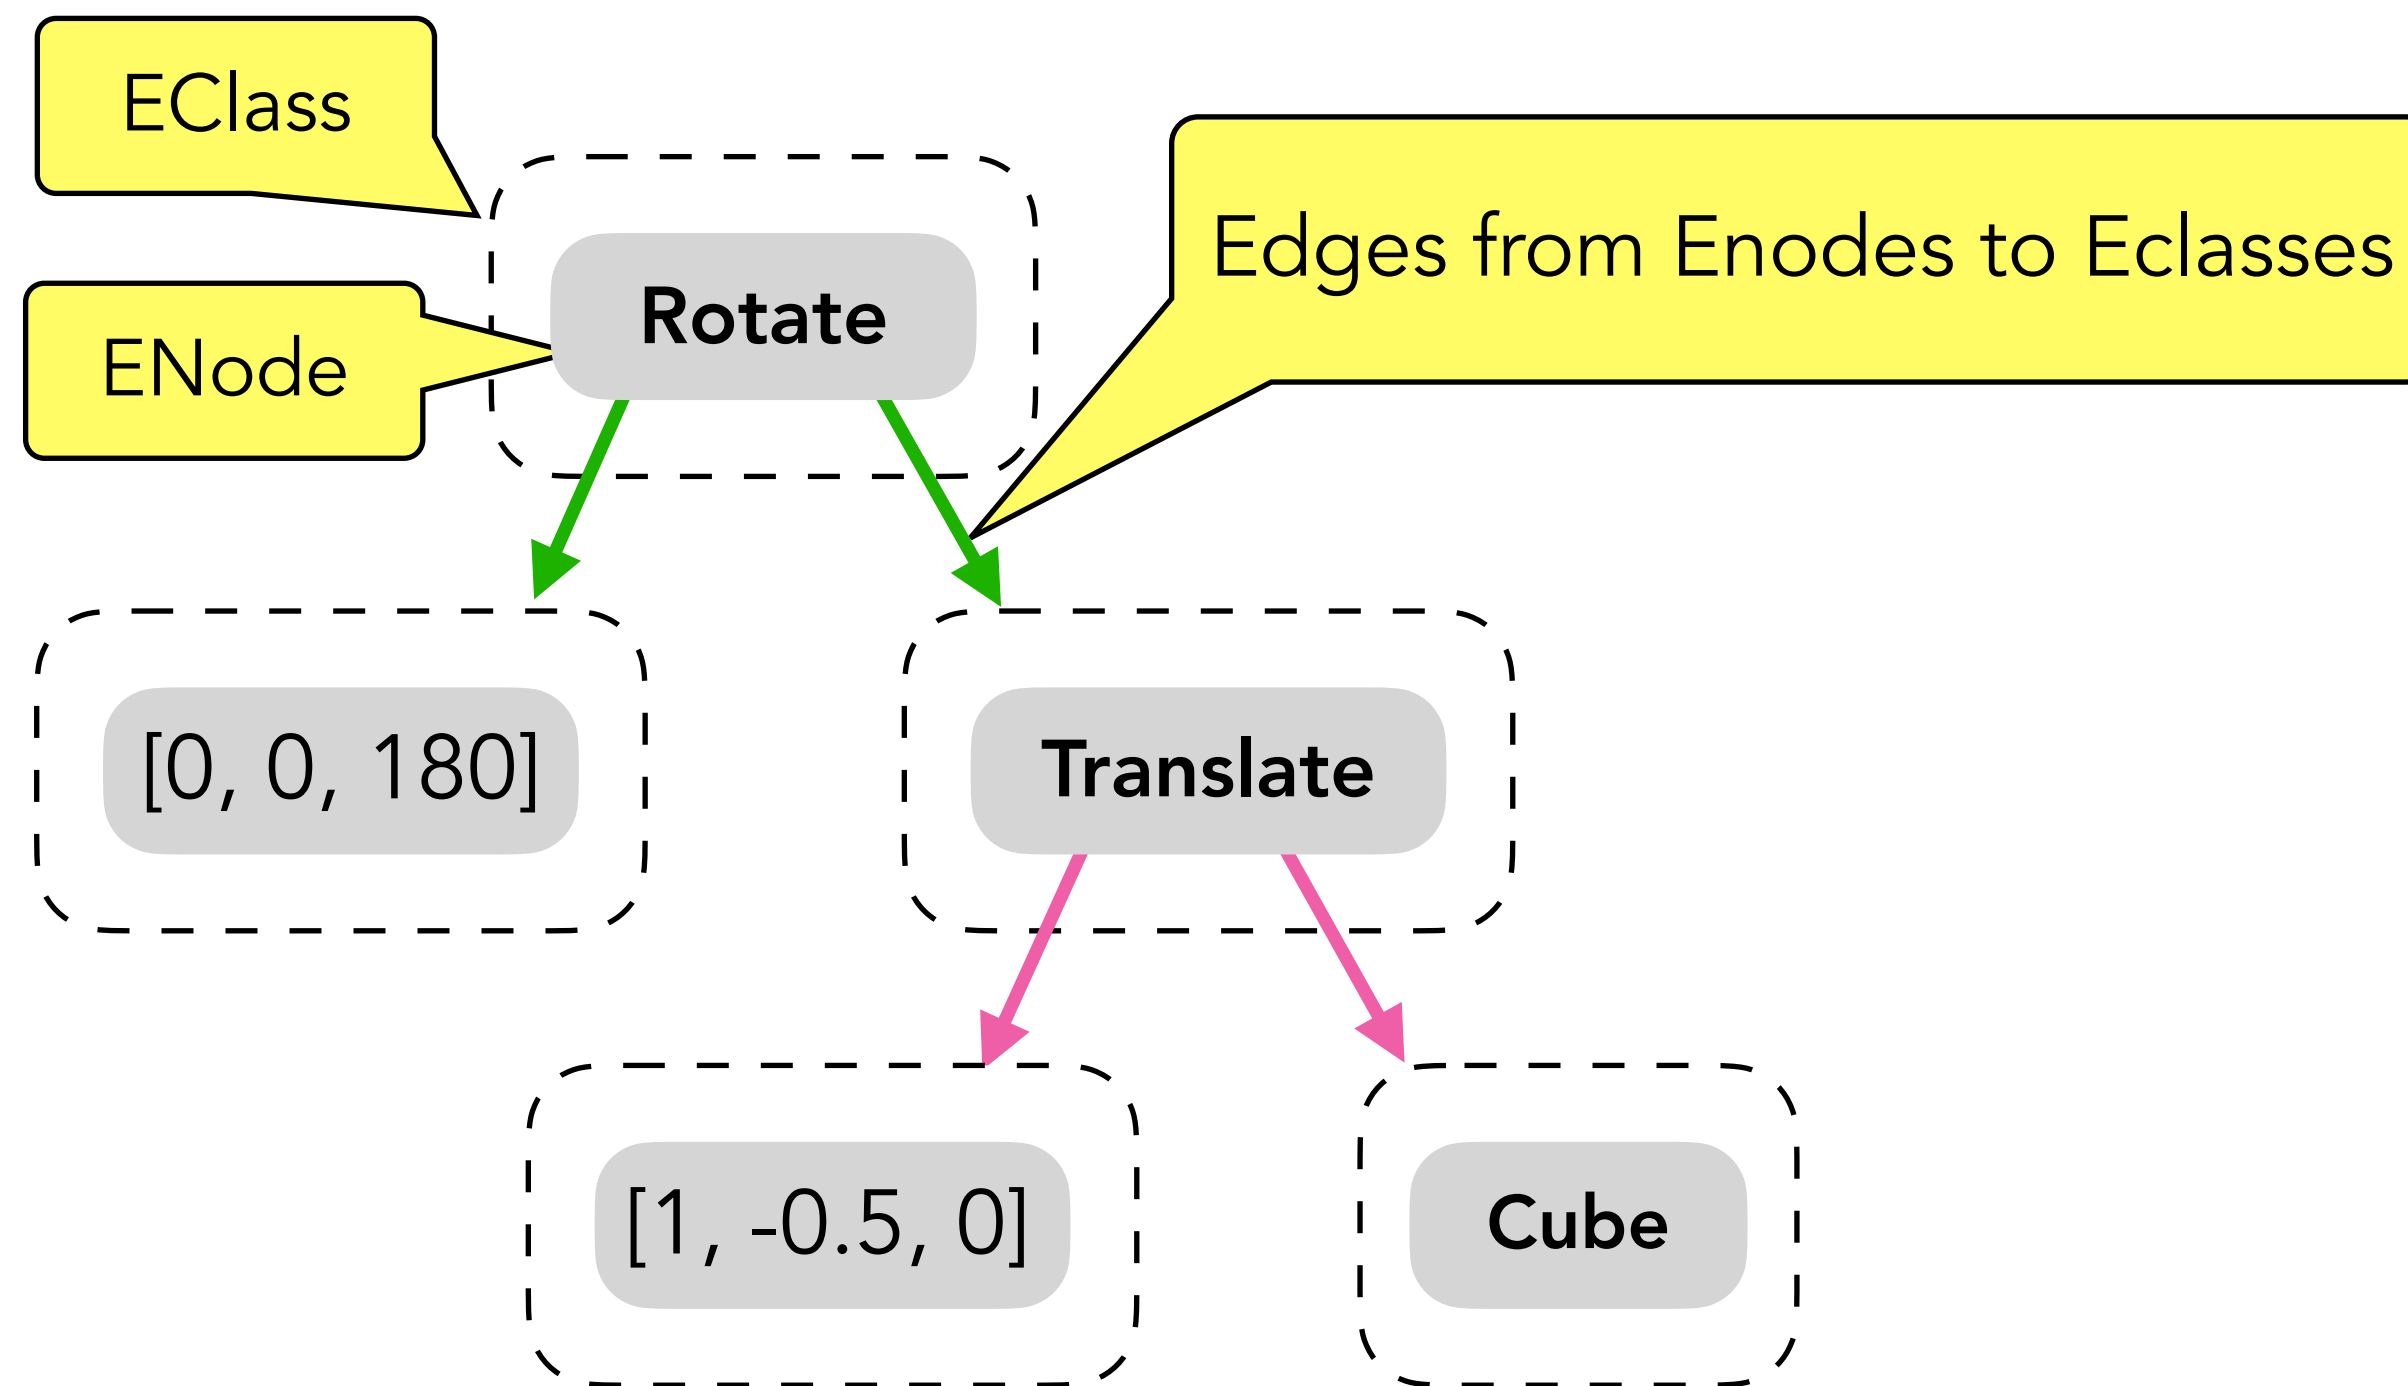 EClass
Edges from Enodes to Eclasses
Rotate
ENode
[0, 0, 180]
Translate
[1, -0.5, 0]
Cube